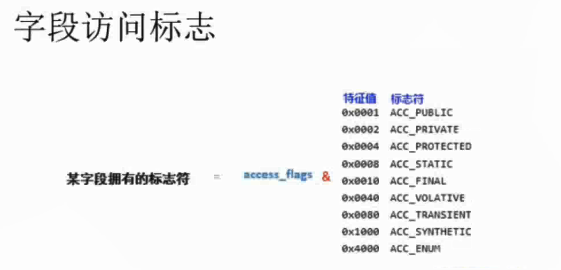 字段访问标志
特征值 标志符
0x0001 ACC_PUBLIC
0x0002 ACC_PRIVATE
0x0004 ACC_PROTECTED
0x0008 ACC_STATIC
某字段拥有的标志符 = access_flags & 0x0010 ACC_FINAL
0x0040 ACC_VOLATIVE
0x0080 ACC_TRANSIENT
0x1000 ACC_SYNTHETIC
0x4000 ACC_ENUM